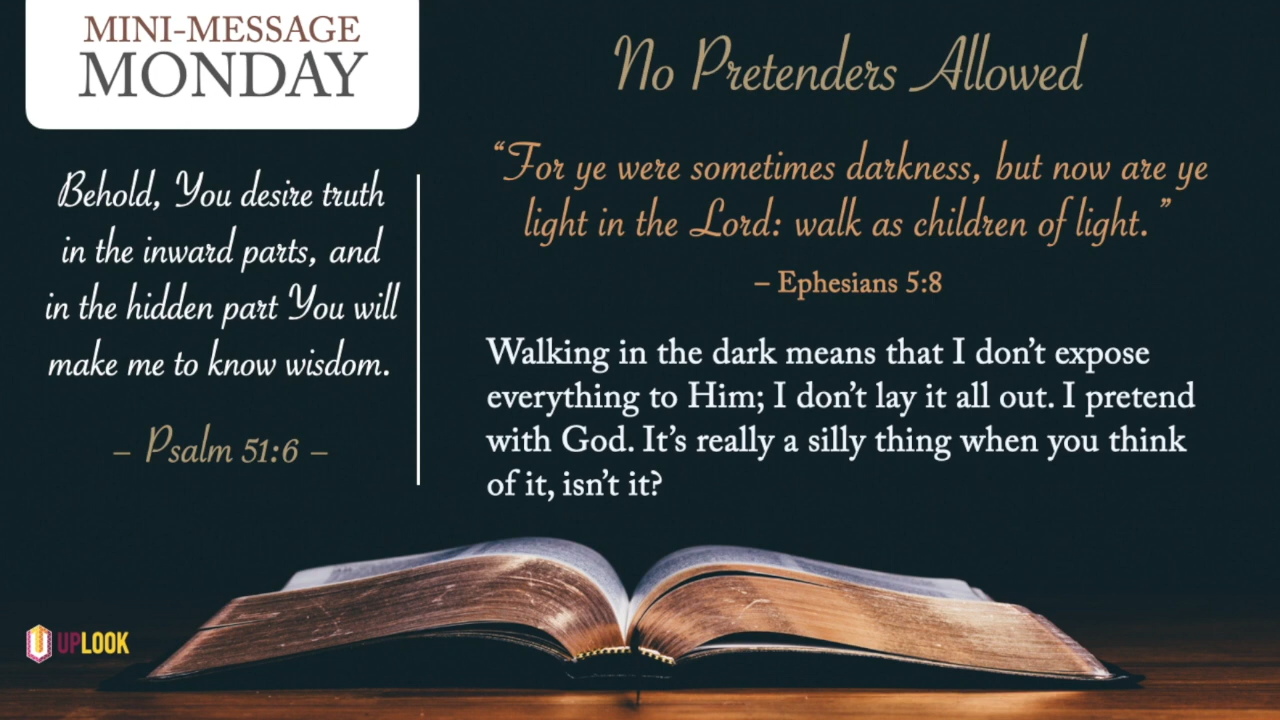 MINI-MESSAGE
MONDAY
Behold, You desire truth
in the inward parts, and
in the hidden part You will
make me to know wisdom.
– Psalm 51:6 –
No Pretenders Allowed
“For ye were sometimes darkness, but now are ye
light in the Lord: walk as children of light.”
– Ephesians 5:8
Walking in the dark means that I don’t expose
everything to Him; I don’t lay it all out. I pretend
with God. It’s really a silly thing when you think
of it, isn’t it?
UPLOOK